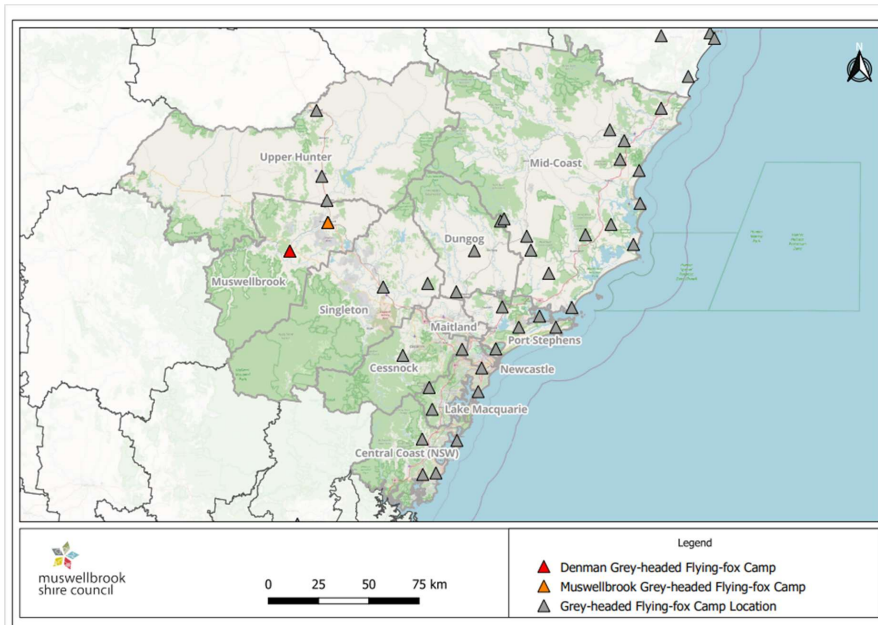 N
Upper Hunter
Mid-Coast
Dungog
Muswellbrook
Singleton
Maitland
Port Stephens
Cessnock
Newcastle
Lake Macquarie
Central Coast (NSW)
muswellbrook
shire council
0 25 50 75 km
Legend
Denman Grey-headed Flying-fox Camp
Muswellbrook Grey-headed Flying-fox Camp
Grey-headed Flying-fox Camp Location